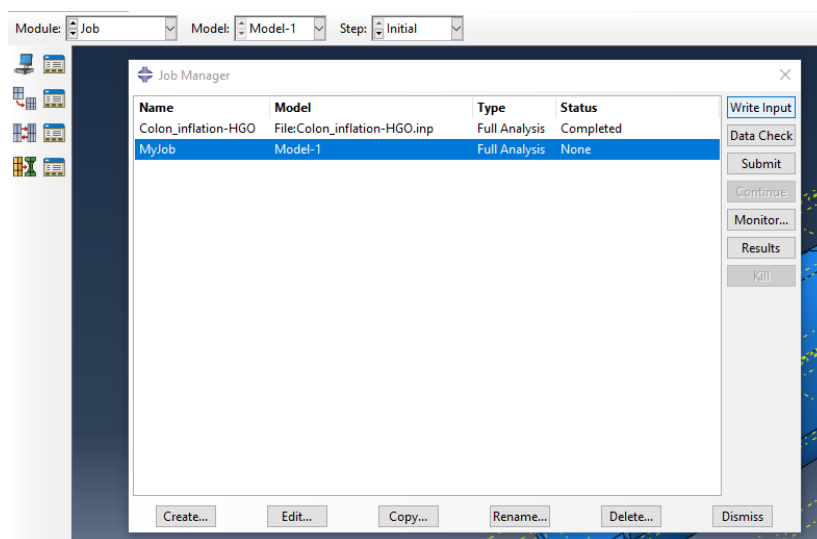 Module: Job Model: Model-1 Step: Initial
Job Manager
Name Model Type Status
Colon_inflation-HGO File:Colon_inflation-HGO.inp Full Analysis Completed
MyJob Model-1 Full Analysis None
Write Input
Data Check
Submit
Continue
Monitor...
Results
Kill
Create... Edit... Copy... Rename... Delete... Dismiss